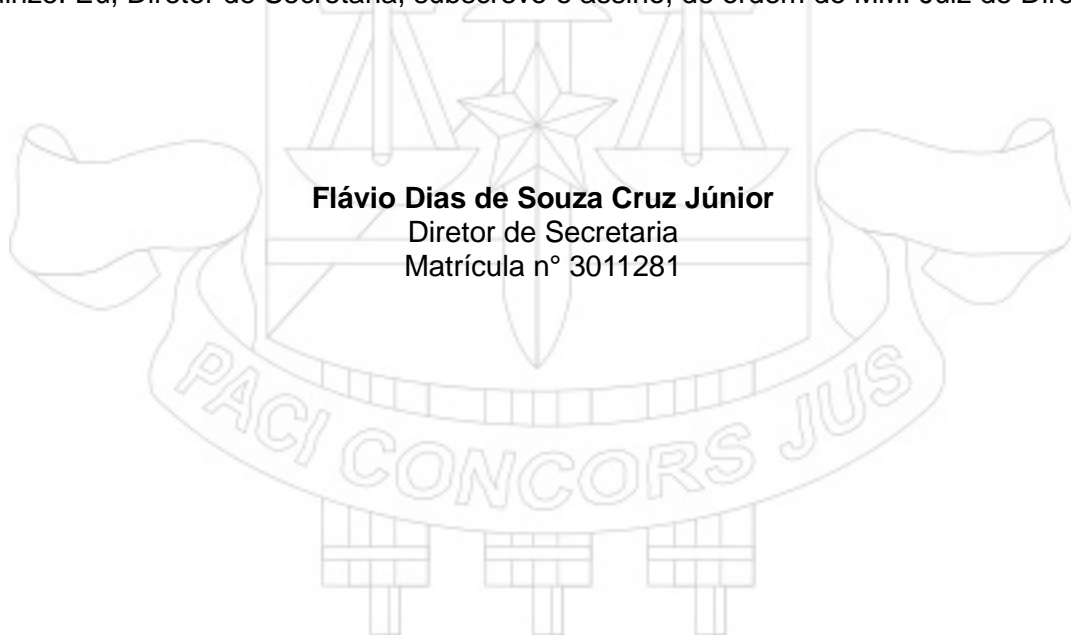 Eu, Diretor de Secretaria, subscrevo e assino, de ordem do MM. Juiz de
Flávio Dias de Souza Cruz Júnior
Diretor de Secretaria
Matrícula n° 3011281
PACI CONCORS JUS